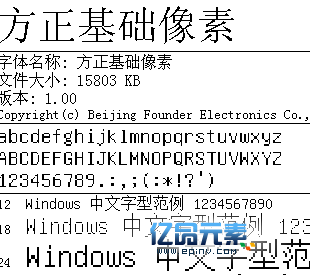 方正基础像素
字体名称: 方正基础像素
文件大小: 15803 KB
版本: 1.00
Copyright(c) Beijing Founder Electronics Co.,
abcdefghijklmnopqrstuvwxyz
ABCDEFGHIJKLMNOPQRSTUVWXYZ
123456789.:,;(:*!?')
12 Windows 中文字型范例 1234567890
18 Windows 中文字型范例 123
24 Windows 中文字型范
亿品元素